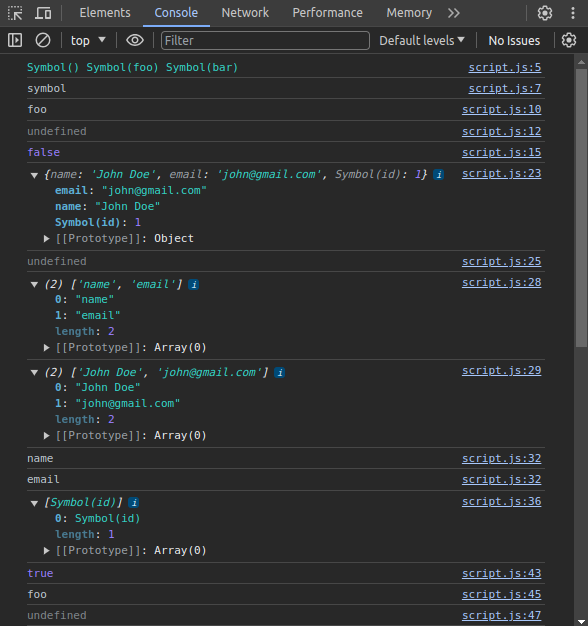 Elements Console Network Performance Memory
top Filter Default levels No Issues
Symbol() Symbol(foo) Symbol(bar) script.js:5
symbol script.js:7
foo script.js:10
undefined script.js:12
false script.js:15
{name: 'John Doe', email: 'john@gmail.com', Symbol(id): 1} i script.js:23
email: "john@gmail.com"
name: "John Doe"
Symbol(id): 1
[[Prototype]]: Object
undefined script.js:25
(2) ['name', 'email'] i script.js:28
0: "name"
1: "email"
length: 2
[[Prototype]]: Array(0)
(2) ['John Doe', 'john@gmail.com'] i script.js:29
0: "John Doe"
1: "john@gmail.com"
length: 2
[[Prototype]]: Array(0)
name script.js:32
email script.js:32
[Symbol(id)] i script.js:36
0: Symbol(id)
length: 1
[[Prototype]]: Array(0)
true script.js:43
foo script.js:45
undefined script.js:47